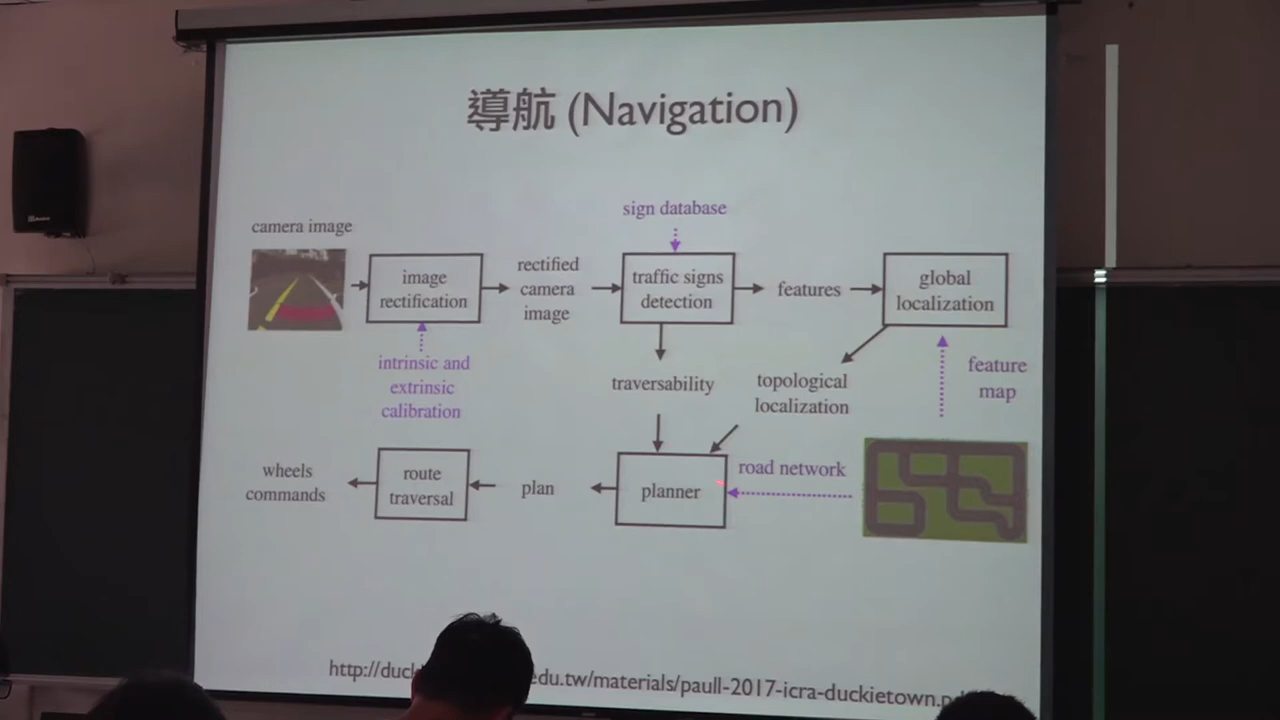 導航 (Navigation)
sign database
camera image
image
rectification
rectified
camera
image
traffic signs
detection
features
global
localization
intrinsic and
extrinsic
calibration
traversability
topological
localization
feature
map
wheels
commands
route
traversal
plan
planner
road network
http://duck edu.tw/materials/paull-2017-icra-duckietown.